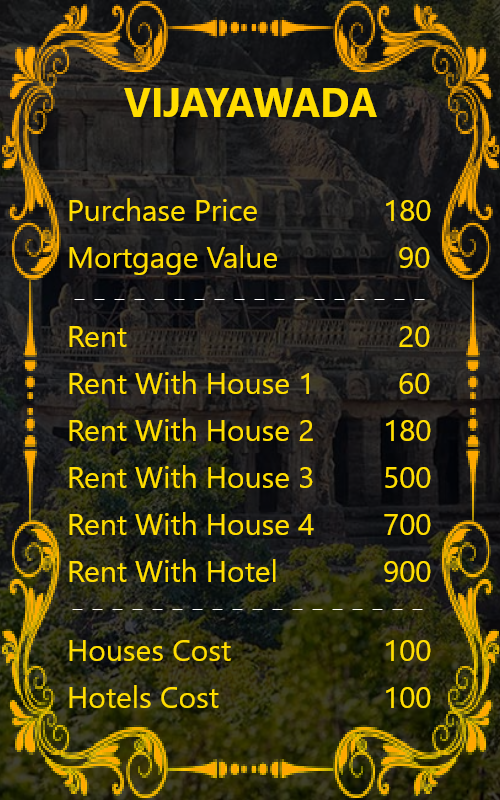 VIJAYAWADA
Purchase Price 180
Mortgage Value 90
Rent 20
Rent With House 1 60
Rent With House 2 180
Rent With House 3 500
Rent With House 4 700
Rent With Hotel 900
Houses Cost 100
Hotels Cost 100